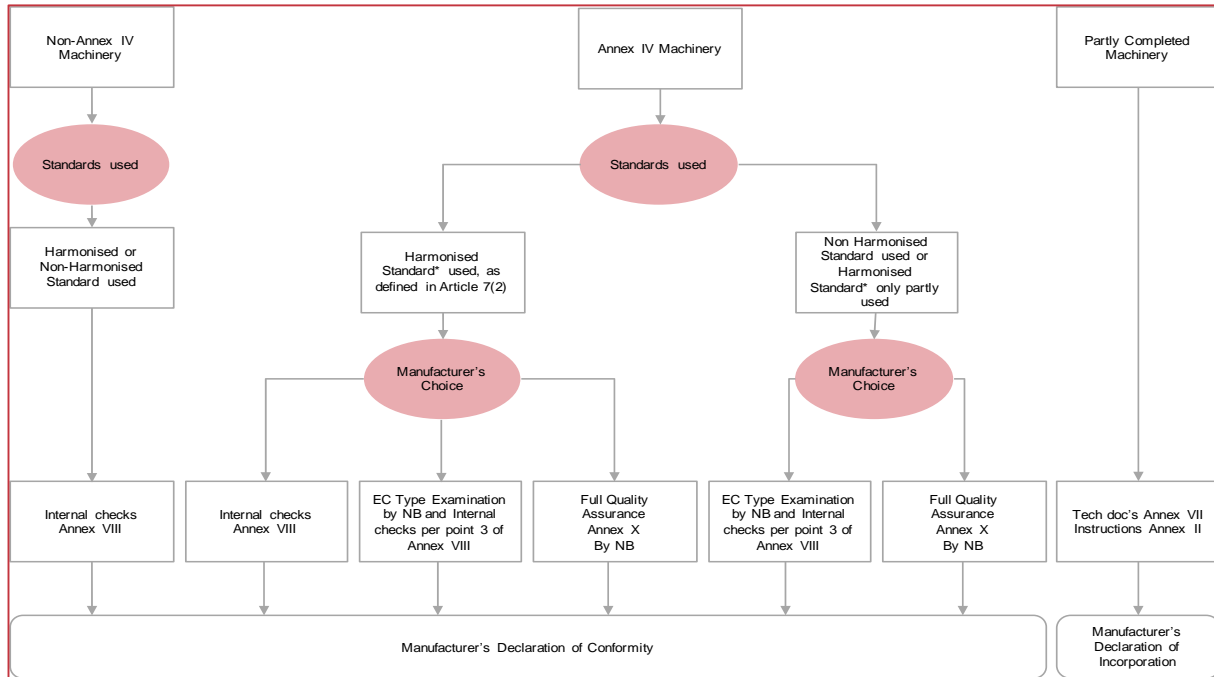 Non-Annex IV
Machinery
Annex IV Machinery
Partly Completed
Machinery
Standards used
Standards used
Harmonised or
Non-Harmonised
Standard used
Harmonised
Standard* used, as
defined in Article 7(2)
Non Harmonised
Standard used or
Harmonised
Standard* only partly
used
Manufacturer's
Choice
Manufacturer's
Choice
Internal checks
Annex VIII
Internal checks
Annex VIII
EC Type Examination
by NB and Internal
checks per point 3 of
Annex VIII
Full Quality
Assurance
Annex X
By NB
EC Type Examination
by NB and Internal
checks per point 3 of
Annex VIII
Full Quality
Assurance
Annex X
By NB
Tech doc's Annex VII
Instructions Annex II
Manufacturer's Declaration of Conformity
Manufacturer's
Declaration of
Incorporation